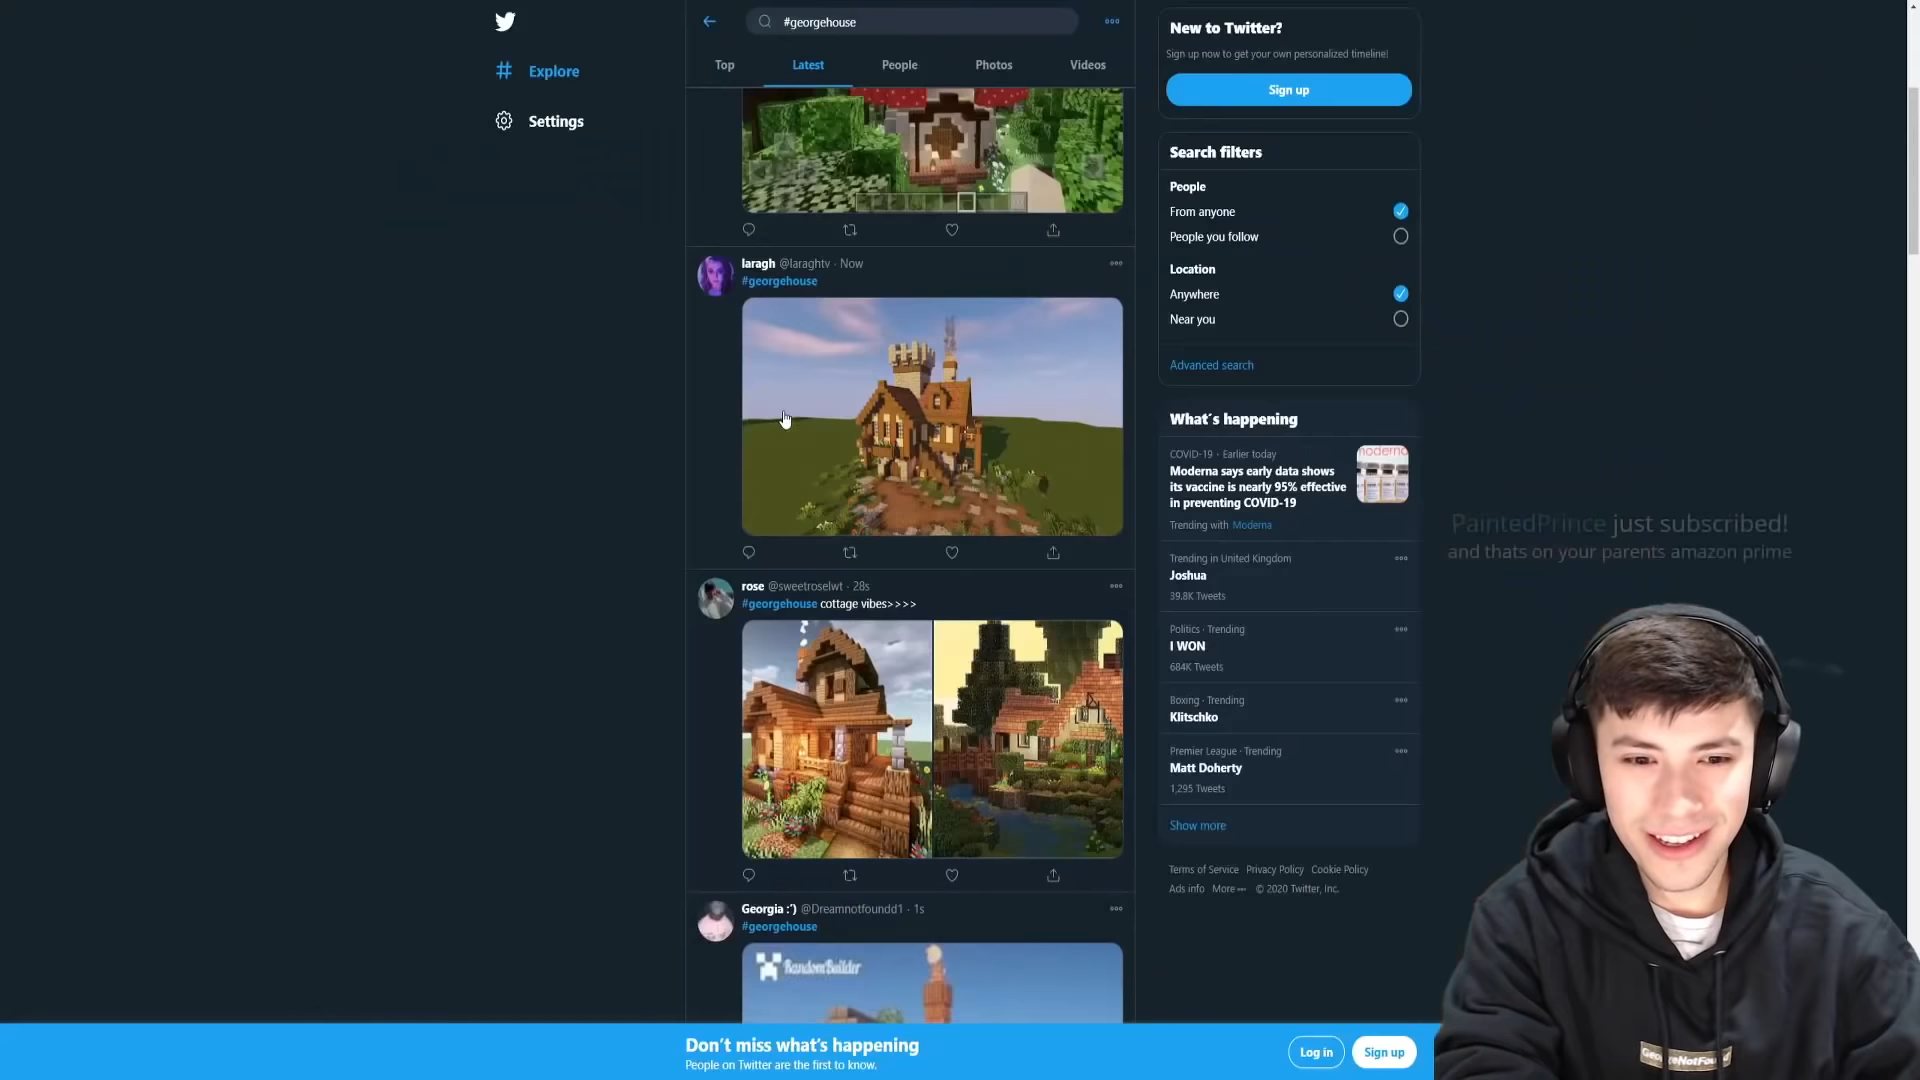 #georgehouse
Explore
Settings
Top Latest People Photos Videos
laragh @laraghtv · Now
#georgehouse
rose @sweetroselwt · 28s
#georgehouse cottage vibes>>>>
Georgia :') @Dreamnotfoundd1 · 1s
#georgehouse
RandomBuilder
New to Twitter?
Sign up now to get your own personalized timeline!
Sign up
Search filters
People
From anyone
People you follow
Location
Anywhere
Near you
Advanced search
What's happening
COVID-19 · Earlier today
Moderna says early data shows
its vaccine is nearly 95% effective
in preventing COVID-19
moderna
Trending with Moderna
Trending in United Kingdom
Joshua
39.8K Tweets
Politics · Trending
I WON
684K Tweets
Boxing · Trending
Klitschko
Premier League · Trending
Matt Doherty
1,295 Tweets
Show more
Terms of Service Privacy Policy Cookie Policy
Ads info More ··· © 2020 Twitter, Inc.
PaintedPrince just subscribed!
and thats on your parents amazon prime
GeorgeNotFound
Don't miss what's happening
People on Twitter are the first to know.
Log in
Sign up